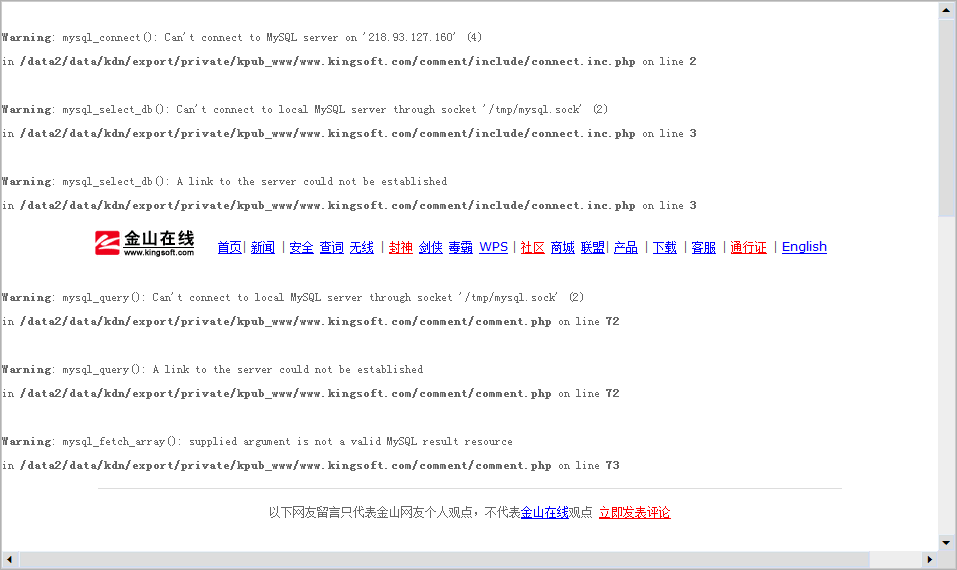 Warning: mysql_connect(): Can't connect to MySQL server on '218.93.127.160' (4)
in /data2/data/kdn/export/private/kpub_www/www.kingsoft.com/comment/include/connect.inc.php on line 2
Warning: mysql_select_db(): Can't connect to local MySQL server through socket '/tmp/mysql.sock' (2)
in /data2/data/kdn/export/private/kpub_www/www.kingsoft.com/comment/include/connect.inc.php on line 3
Warning: mysql_select_db(): A link to the server could not be established
in /data2/data/kdn/export/private/kpub_www/www.kingsoft.com/comment/include/connect.inc.php on line 3
金山在线
www.kingsoft.com
首页| 新闻 | 安全 查词 无线 | 封神 剑侠 毒霸 WPS | 社区 商城 联盟| 产品 | 下载 | 客服 | 通行证 | English
Warning: mysql_query(): Can't connect to local MySQL server through socket '/tmp/mysql.sock' (2)
in /data2/data/kdn/export/private/kpub_www/www.kingsoft.com/comment/comment.php on line 72
Warning: mysql_query(): A link to the server could not be established
in /data2/data/kdn/export/private/kpub_www/www.kingsoft.com/comment/comment.php on line 72
Warning: mysql_fetch_array(): supplied argument is not a valid MySQL result resource
in /data2/data/kdn/export/private/kpub_www/www.kingsoft.com/comment/comment.php on line 73
以下网友留言只代表金山网友个人观点，不代表金山在线观点 立即发表评论